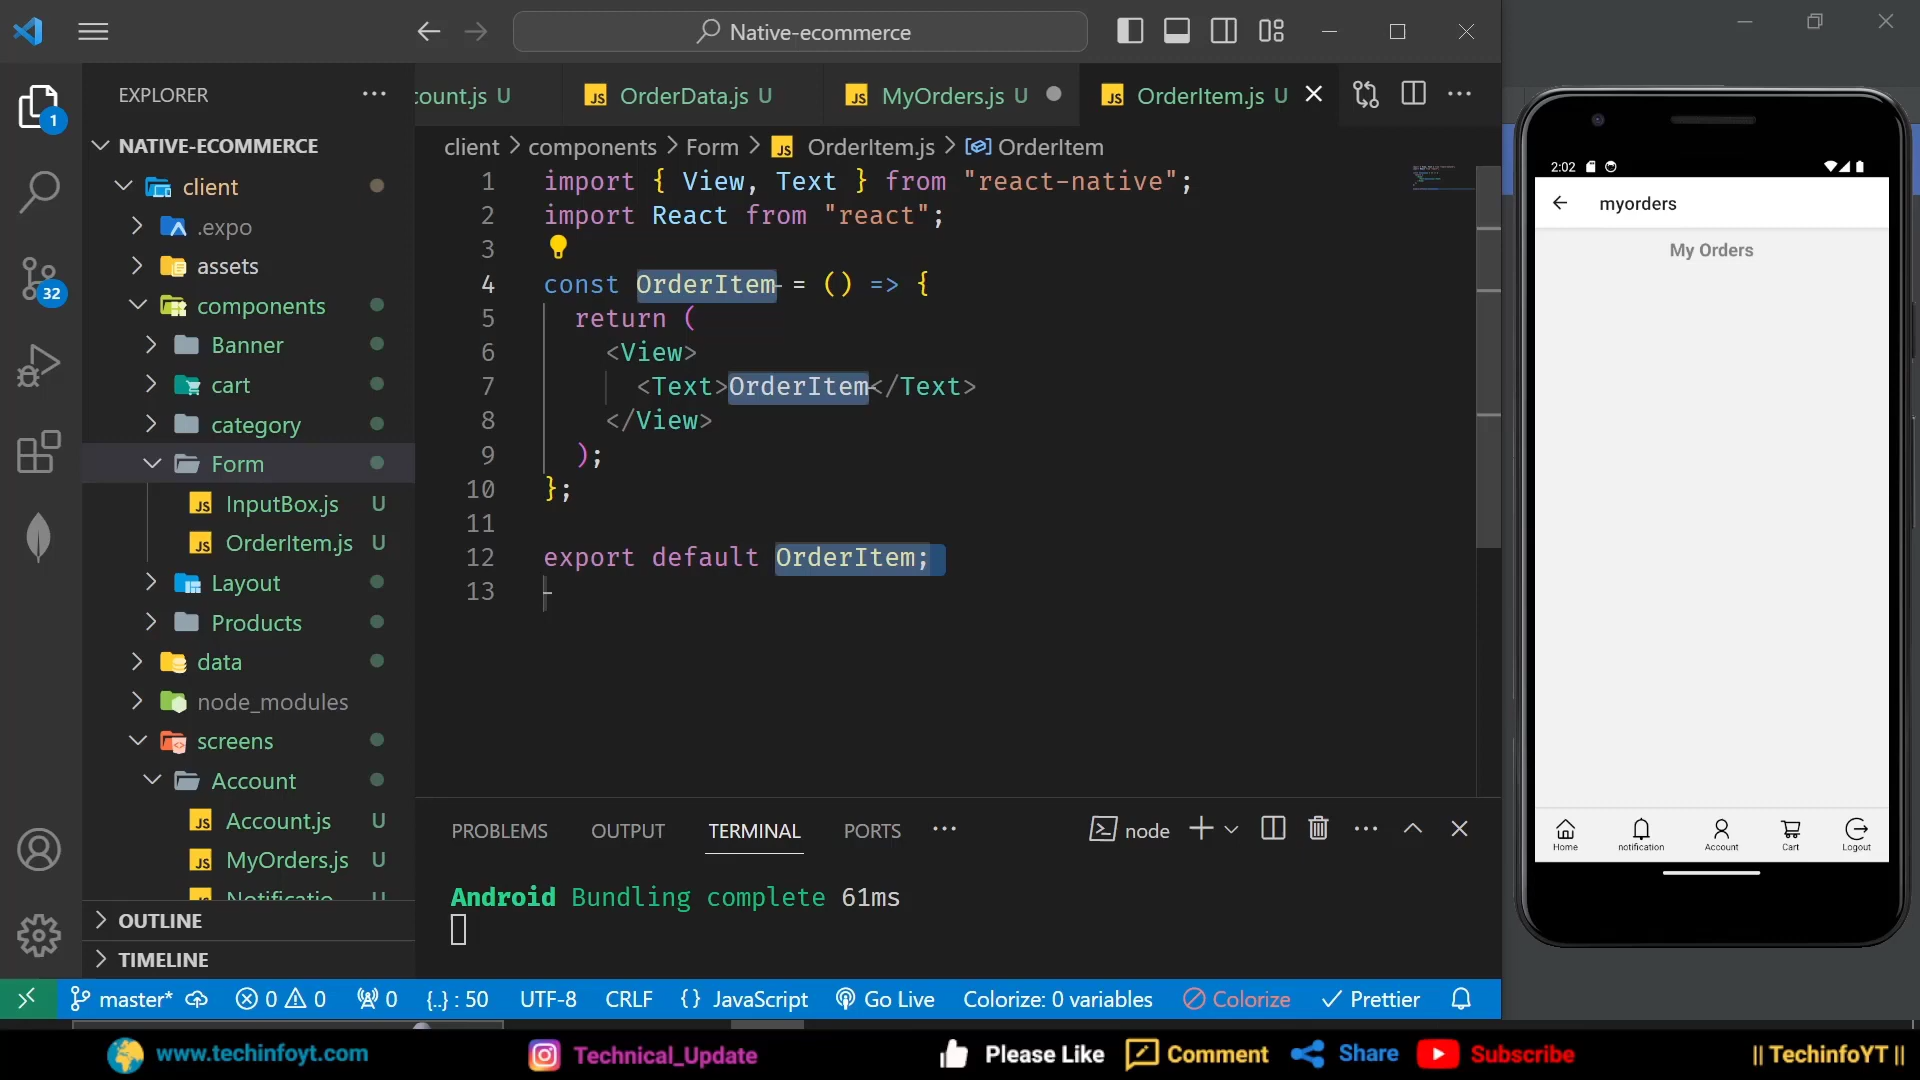 Native-ecommerce
EXPLORER
NATIVE-ECOMMERCE
client
.expo
assets
components
Banner
cart
category
Form
InputBox.js U
OrderItem.js U
Layout
Products
data
node_modules
screens
Account
Account.js U
MyOrders.js U
OUTLINE
TIMELINE
1
32
count.js U
OrderData.js U
MyOrders.js U
OrderItem.js U
client > components > Form > JS OrderItem.js > OrderItem
1 import { View, Text } from "react-native";
2 import React from "react";
3
4 const OrderItem = () => {
5 return (
6 <View>
7 <Text>OrderItem</Text>
8 </View>
9 );
10 };
11
12 export default OrderItem;
13
PROBLEMS OUTPUT TERMINAL PORTS
node
Android Bundling complete 61ms
master* 0 0 0 {..} : 50 UTF-8 CRLF {} JavaScript Go Live Colorize: 0 variables Colorize Prettier
2:02
myorders
My Orders
Home notification Account Cart Logout
www.techinfoyt.com Technical_Update Please Like Comment Share Subscribe || TechinfoYT ||